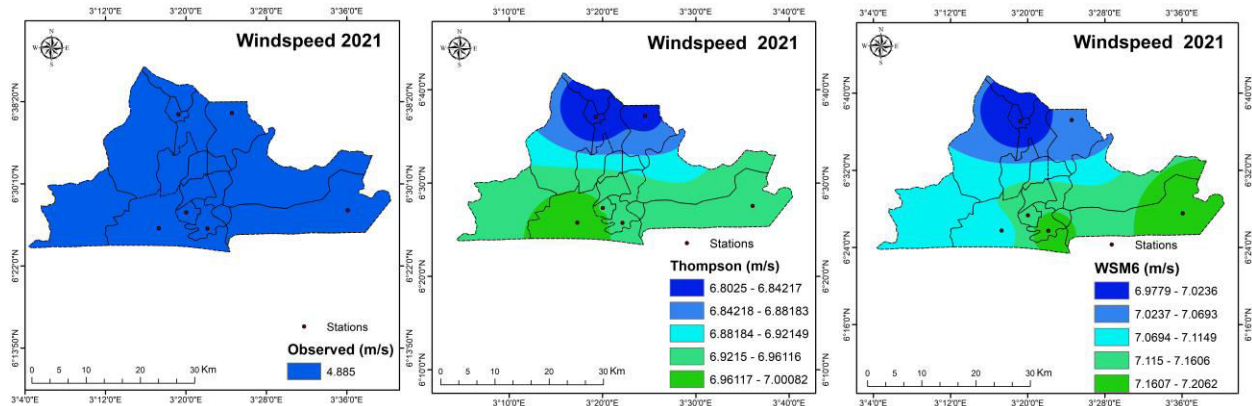 3°12'0"E 3°20'0"E 3°28'0"E 3°36'0"E
N
W E
S
Windspeed 2021
6°38'20"N
6°30'10"N
6°22'0"N
6°13'50"N
Stations
Observed (m/s)
4.885
0 5 10 20 30 Km
3°4'0"E 3°12'0"E 3°20'0"E 3°28'0"E 3°36'0"E
3°10'0"E 3°20'0"E 3°30'0"E 3°40'0"E
N
W E
S
Windspeed 2021
6°40'0"N
6°30'0"N
6°20'0"N
6°10'0"N
Stations
Thompson (m/s)
6.8025 - 6.84217
6.84218 - 6.88183
6.88184 - 6.92149
6.9215 - 6.96116
6.96117 - 7.00082
0 5 10 20 30 Km
3°10'0"E 3°20'0"E 3°30'0"E 3°40'0"E
3°4'0"E 3°12'0"E 3°20'0"E 3°28'0"E 3°36'0"E
N
W E
S
Windspeed 2021
6°40'0"N
6°32'0"N
6°24'0"N
6°16'0"N
Stations
WSM6 (m/s)
6.9779 - 7.0236
7.0237 - 7.0693
7.0694 - 7.1149
7.115 - 7.1606
7.1607 - 7.2062
0 5 10 20 30 Km
3°4'0"E 3°12'0"E 3°20'0"E 3°28'0"E 3°36'0"E